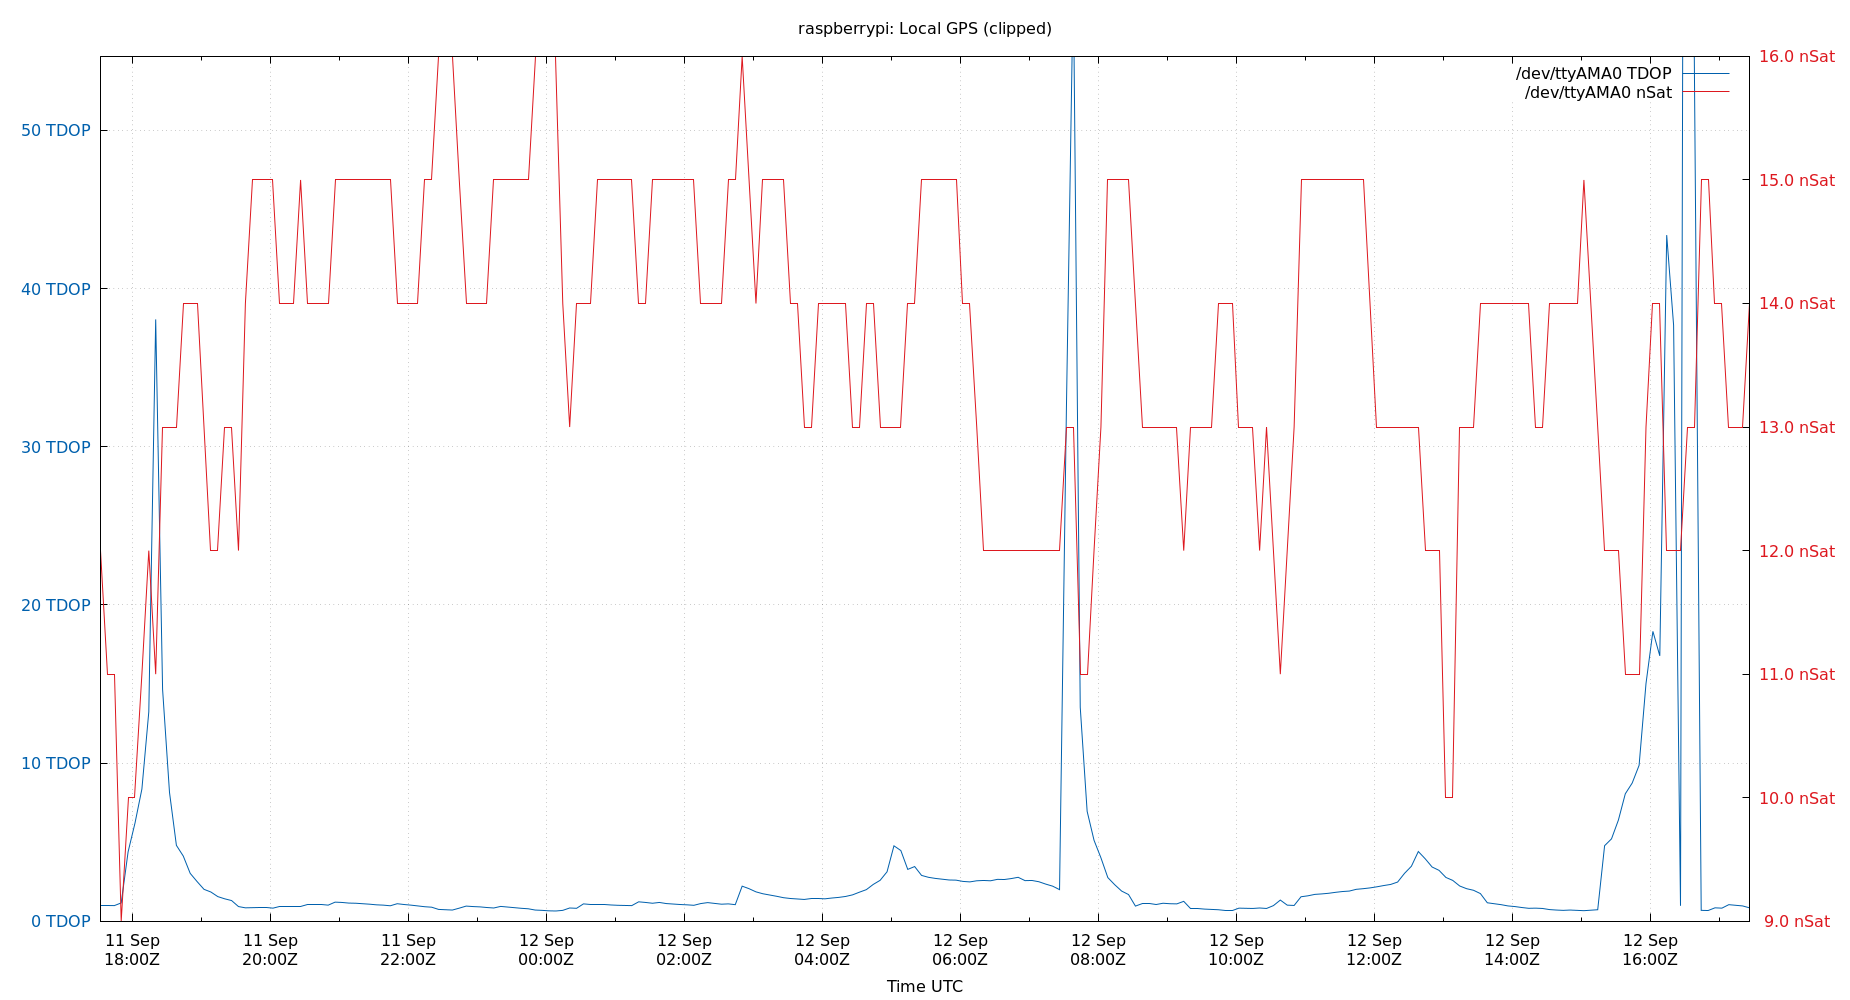 raspberrypi: Local GPS (clipped)
/dev/ttyAMA0 TDOP
/dev/ttyAMA0 nSat
50 TDOP
40 TDOP
30 TDOP
20 TDOP
10 TDOP
0 TDOP
16.0 nSat
15.0 nSat
14.0 nSat
13.0 nSat
12.0 nSat
11.0 nSat
10.0 nSat
9.0 nSat
11 Sep
18:00Z
11 Sep
20:00Z
11 Sep
22:00Z
12 Sep
00:00Z
12 Sep
02:00Z
12 Sep
04:00Z
12 Sep
06:00Z
12 Sep
08:00Z
12 Sep
10:00Z
12 Sep
12:00Z
12 Sep
14:00Z
12 Sep
16:00Z
Time UTC